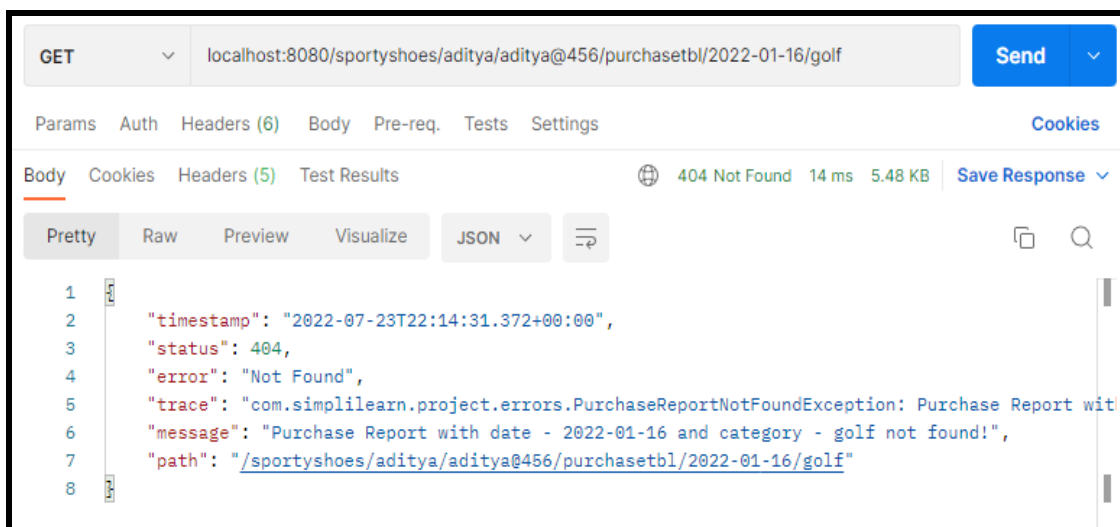 GET localhost:8080/sportyshoes/aditya/aditya@456/purchasetbl/2022-01-16/golf Send
Params Auth Headers (6) Body Pre-req. Tests Settings Cookies
Body Cookies Headers (5) Test Results 404 Not Found 14 ms 5.48 KB Save Response
Pretty Raw Preview Visualize JSON
1 {
2 "timestamp": "2022-07-23T22:14:31.372+00:00",
3 "status": 404,
4 "error": "Not Found",
5 "trace": "com.simplilearn.project.errors.PurchaseReportNotFoundException: Purchase Report wit
6 "message": "Purchase Report with date - 2022-01-16 and category - golf not found!",
7 "path": "/sportyshoes/aditya/aditya@456/purchasetbl/2022-01-16/golf"
8 }